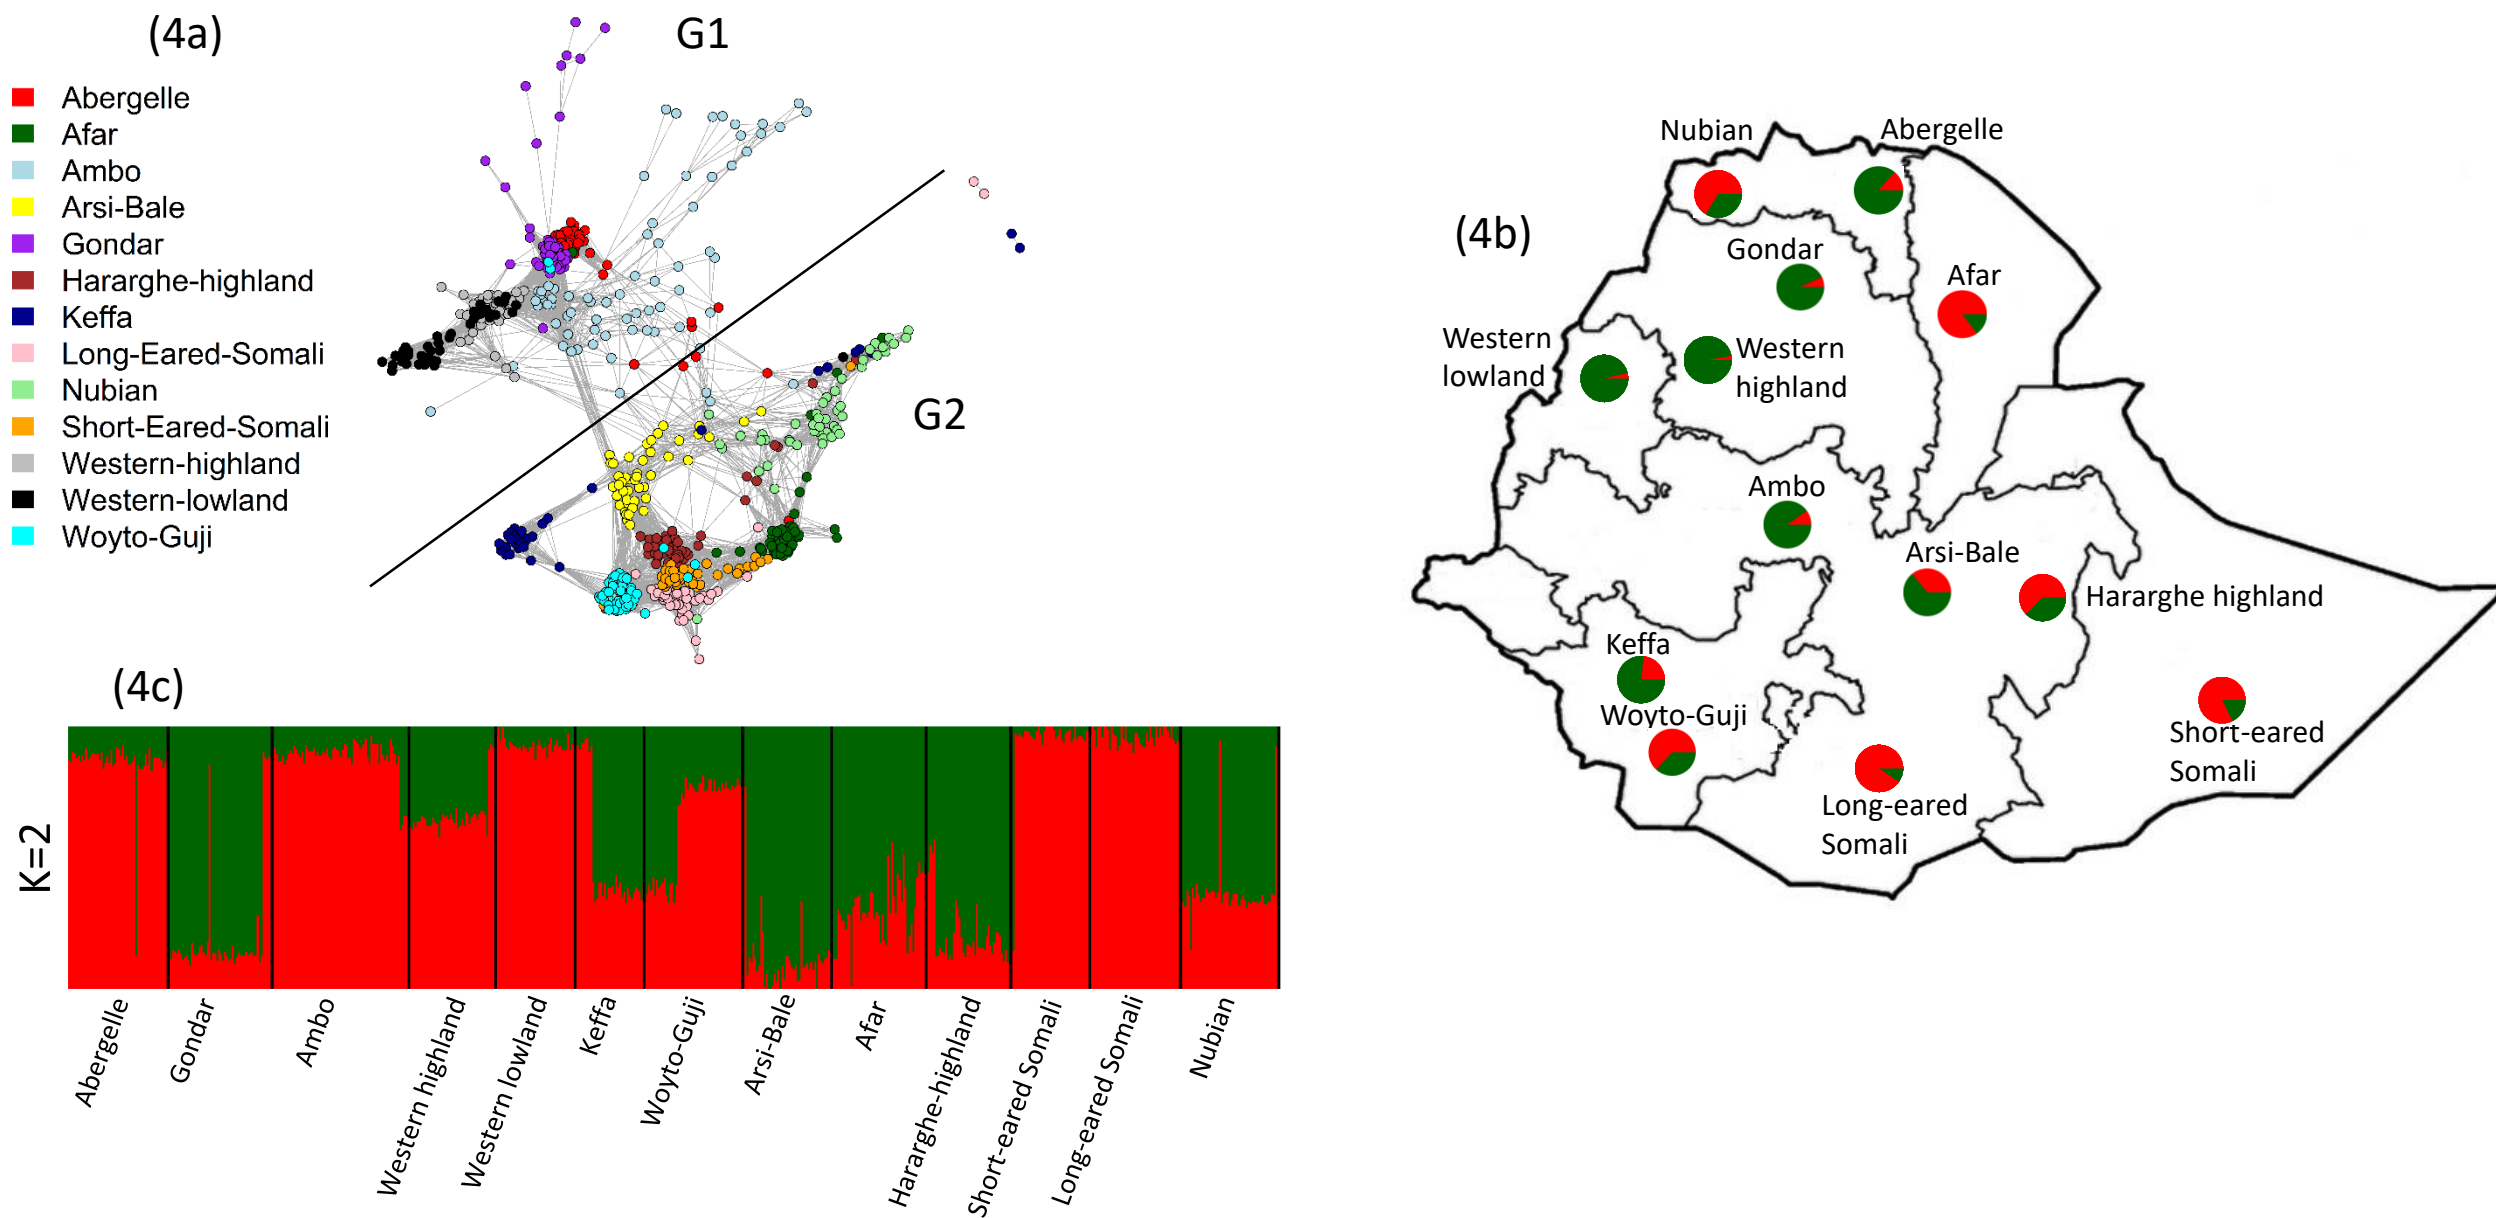 (4a)
G1
Abergelle
Afar
Ambo
Arsi-Bale
Gondar
Hararghe-highland
Keffa
Long-Eared-Somali
Nubian
Short-Eared-Somali
Western-highland
Western-lowland
Woyto-Guji
G2
(4b)
Nubian
Abergelle
Gondar
Afar
Western
lowland
Western
highland
Ambo
Arsi-Bale
Hararghe highland
Keffa
Woyto-Guji
Short-eared
Somali
Long-eared
Somali
(4c)
K=2
Abergelle
Gondar
Ambo
Western highland
Western lowland
Keffa
Woyto-Guji
Arsi-Bale
Afar
Hararghe-highland
Short-eared Somali
Long-eared Somali
Nubian